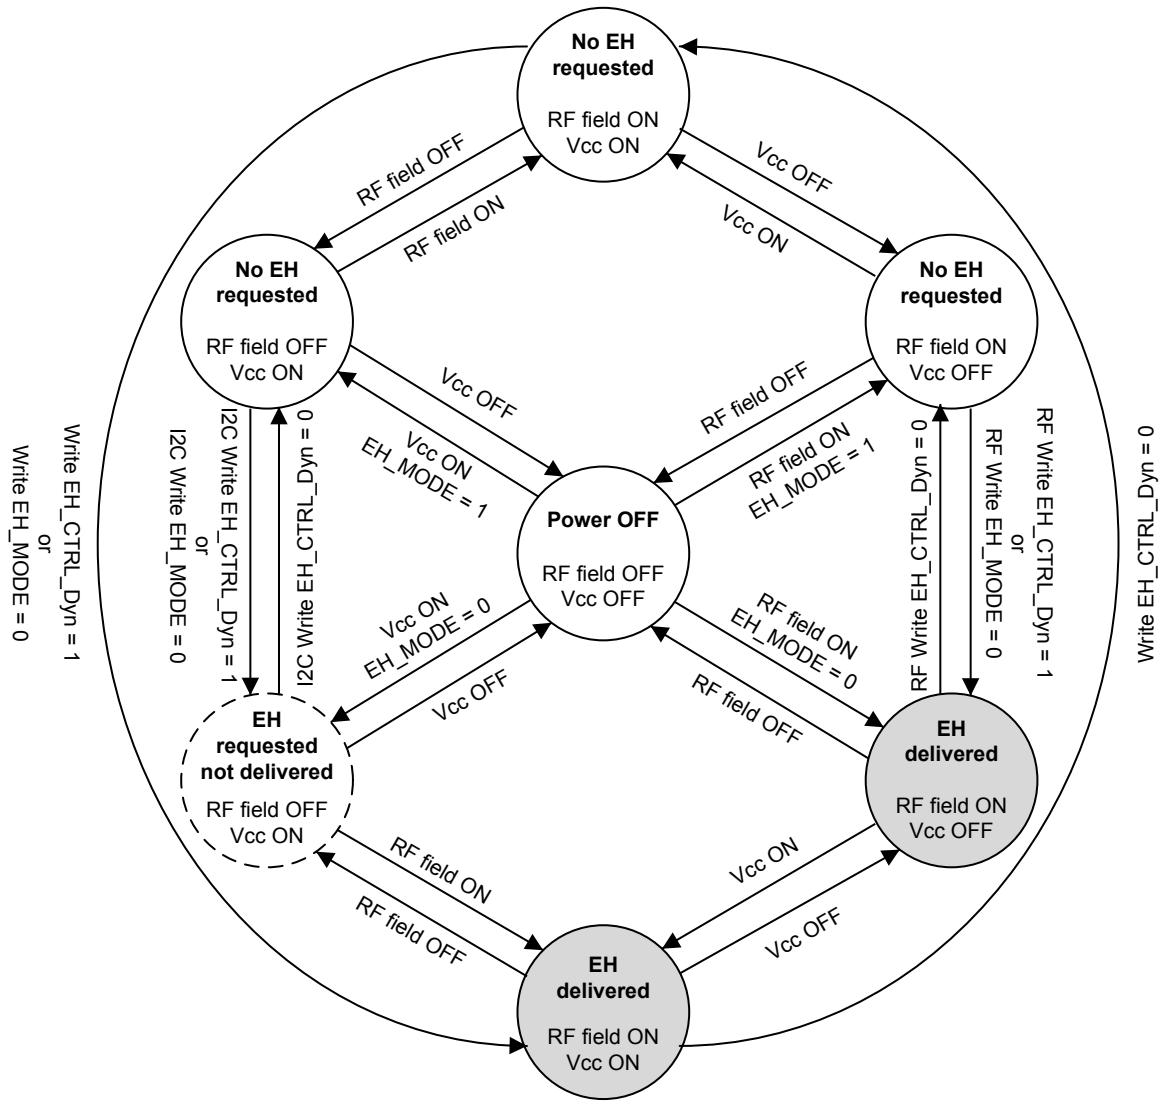 No EH
requested
RF field ON
Vcc ON
RF field OFF
RF field ON
Vcc OFF
Vcc ON
No EH
requested
RF field OFF
Vcc ON
No EH
requested
RF field ON
Vcc OFF
Vcc OFF
Vcc ON
EH_MODE = 1
RF field OFF
RF field ON
EH_MODE = 1
Write EH_CTRL_Dyn = 1
or
Write EH_MODE = 0
I2C Write EH_CTRL_Dyn = 1
or
I2C Write EH_MODE = 0
I2C Write EH_CTRL_Dyn = 0
Power OFF
RF field OFF
Vcc OFF
RF Write EH_CTRL_Dyn = 0
RF Write EH_CTRL_Dyn = 1
or
RF Write EH_MODE = 0
Write EH_CTRL_Dyn = 0
Vcc ON
EH_MODE = 0
Vcc OFF
RF field ON
EH_MODE = 0
RF field OFF
EH
requested
not delivered
RF field OFF
Vcc ON
EH
delivered
RF field ON
Vcc OFF
RF field ON
RF field OFF
Vcc ON
Vcc OFF
EH
delivered
RF field ON
Vcc ON